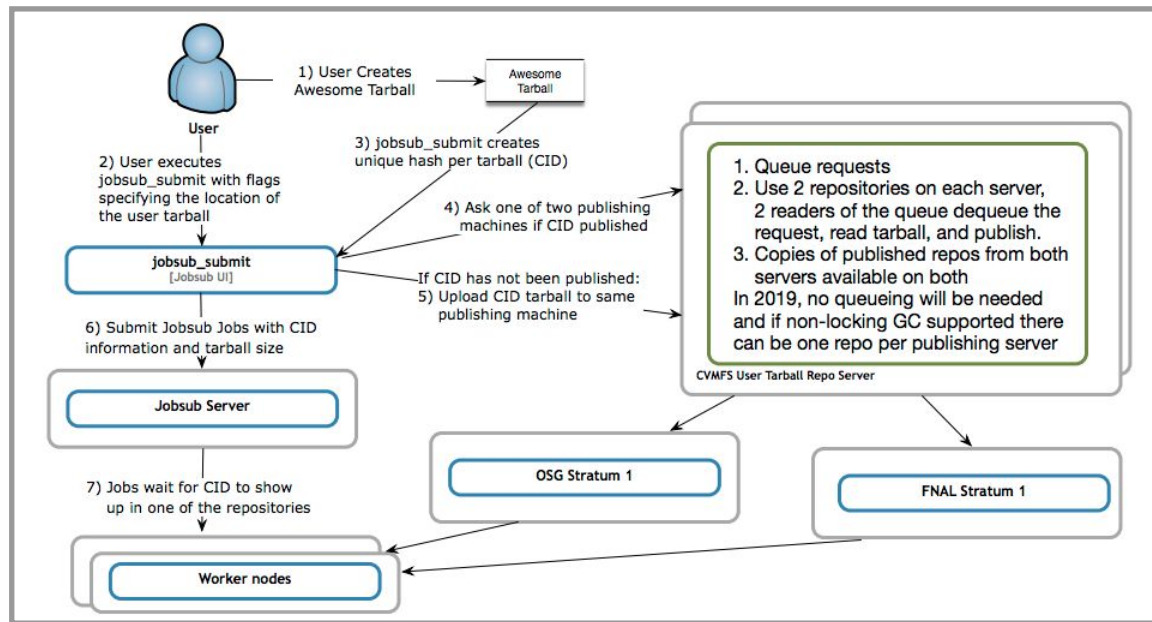 1) User Creates
Awesome Tarball
Awesome
Tarball
User
2) User executes
jobsub_submit with flags
specifying the location of
the user tarball
3) jobsub_submit creates
unique hash per tarball (CID)
4) Ask one of two publishing
machines if CID published
jobsub_submit
[Jobsub UI]
If CID has not been published:
5) Upload CID tarball to same
publishing machine
1. Queue requests
2. Use 2 repositories on each server,
2 readers of the queue dequeue the
request, read tarball, and publish.
3. Copies of published repos from both
servers available on both
In 2019, no queueing will be needed
and if non-locking GC supported there
can be one repo per publishing server
CVMFS User Tarball Repo Server
6) Submit Jobsub Jobs with CID
information and tarball size
Jobsub Server
OSG Stratum 1
FNAL Stratum 1
7) Jobs wait for CID to show
up in one of the repositories
Worker nodes